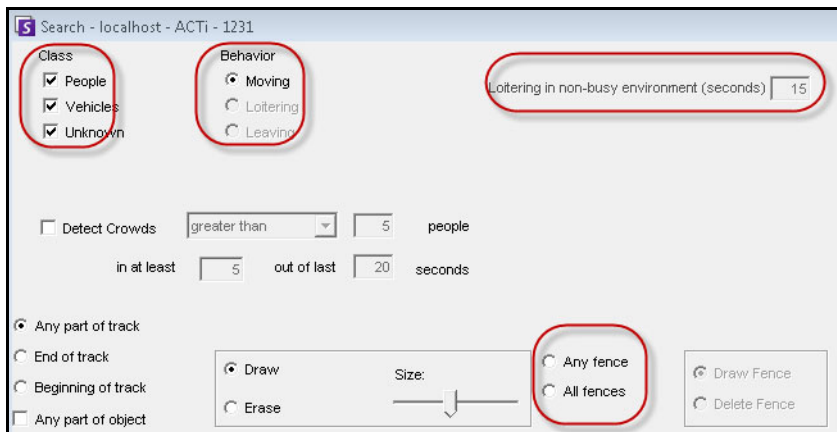 Search - localhost - ACTi - 1231
Class
People
Vehicles
Unknown
Behavior
Moving
Loitering
Leaving
Loitering in non-busy environment (seconds) 15
Detect Crowds greater than 5 people
in at least 5 out of last 20 seconds
Any part of track
End of track
Beginning of track
Any part of object
Draw
Erase
Size:
Any fence
All fences
Draw Fence
Delete Fence